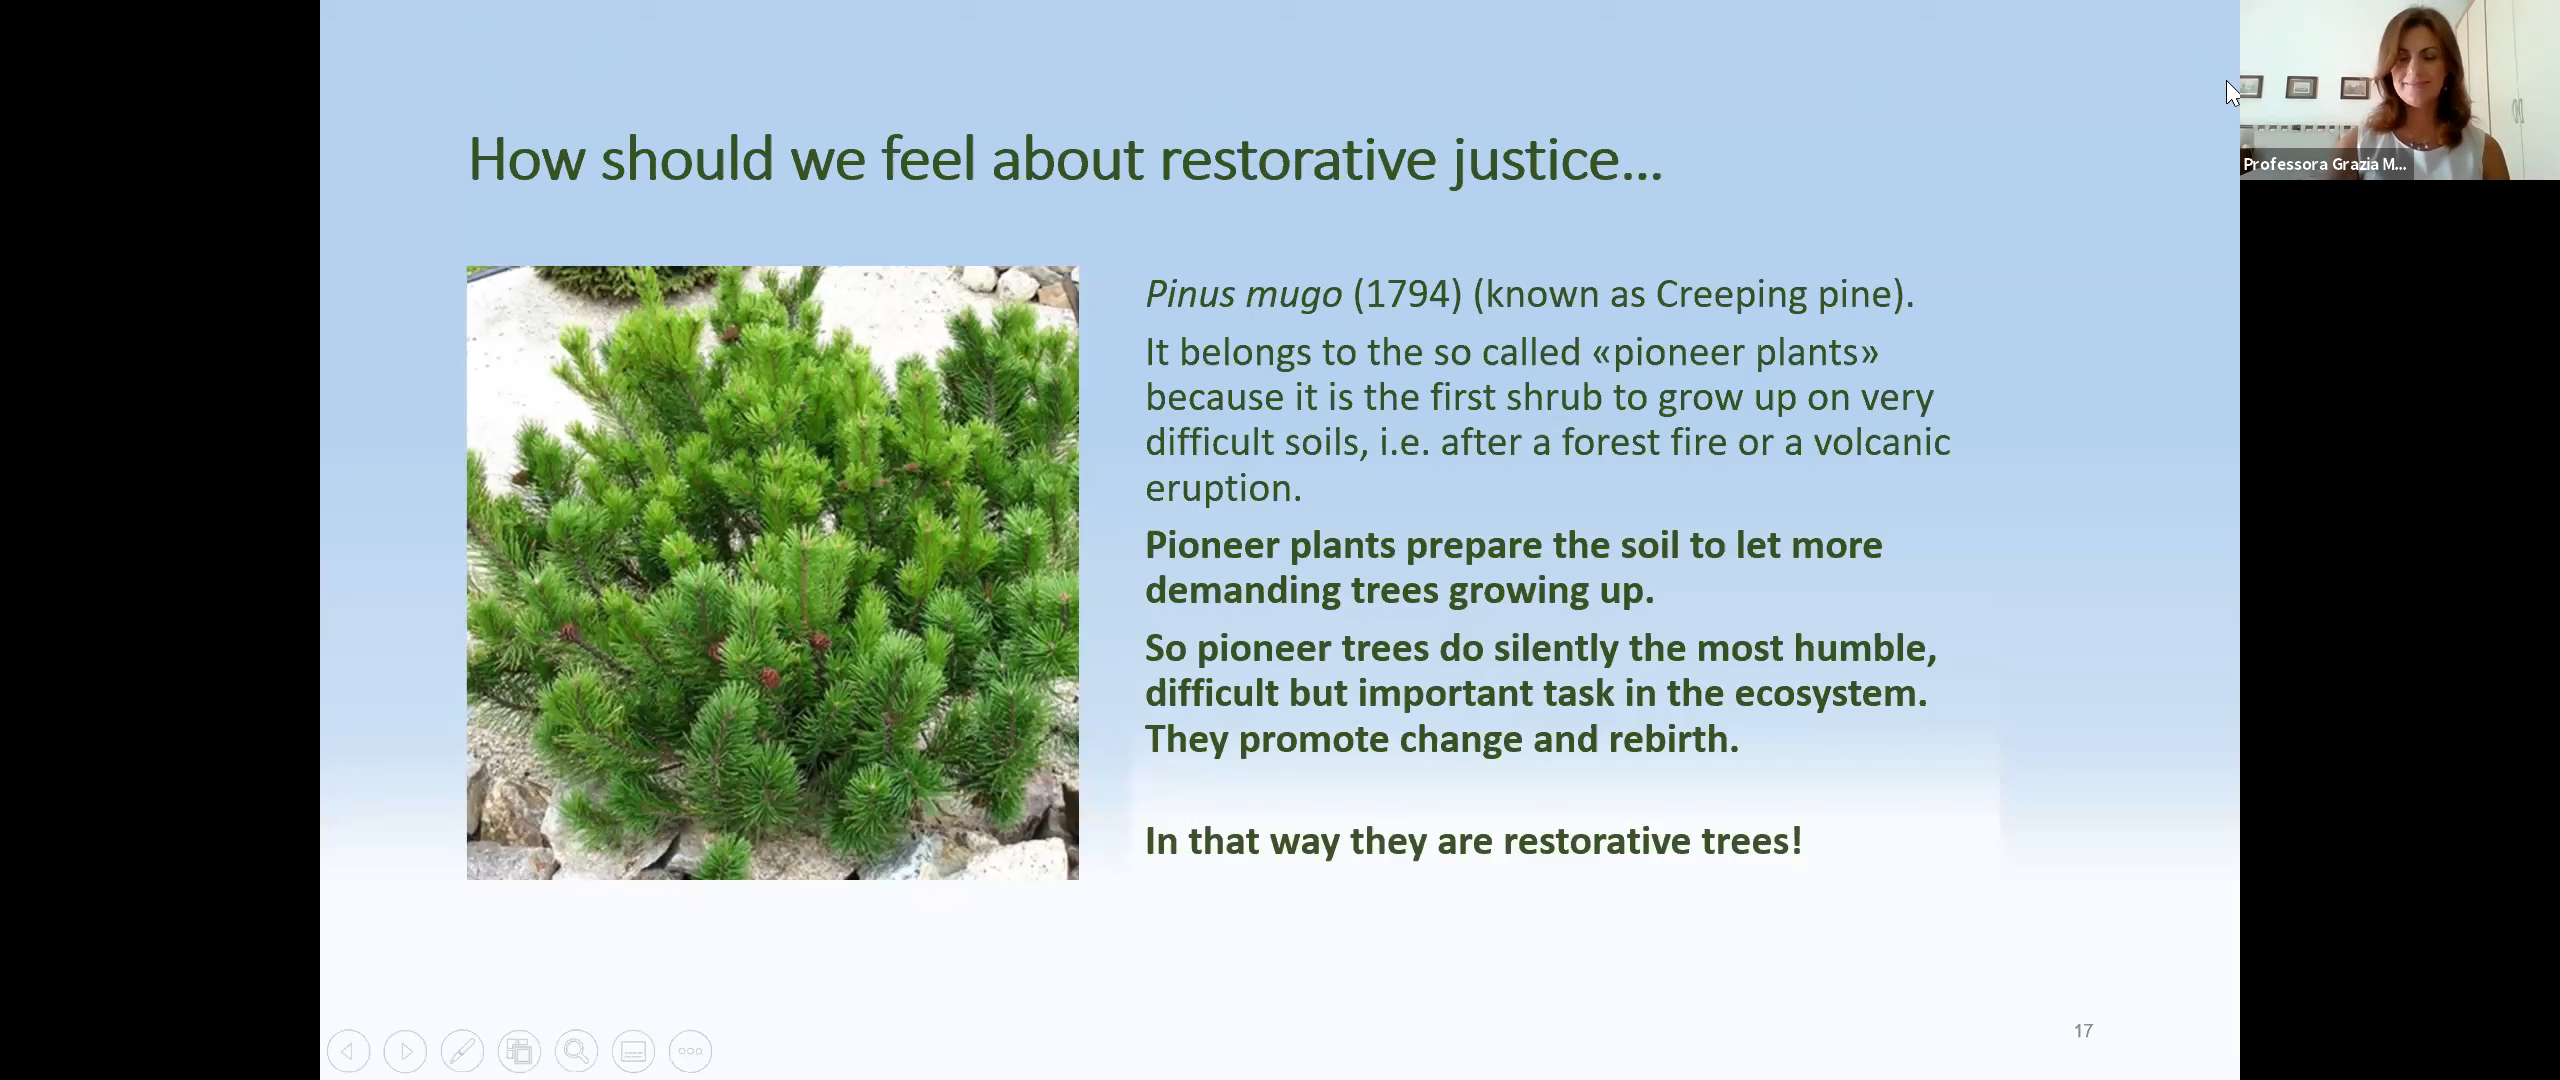 How should we feel about restorative justice…
Professora Grazia M...
Pinus mugo (1794) (known as Creeping pine).
It belongs to the so called «pioneer plants»
because it is the first shrub to grow up on very
difficult soils, i.e. after a forest fire or a volcanic
eruption.
Pioneer plants prepare the soil to let more
demanding trees growing up.
So pioneer trees do silently the most humble,
difficult but important task in the ecosystem.
They promote change and rebirth.
In that way they are restorative trees!
17